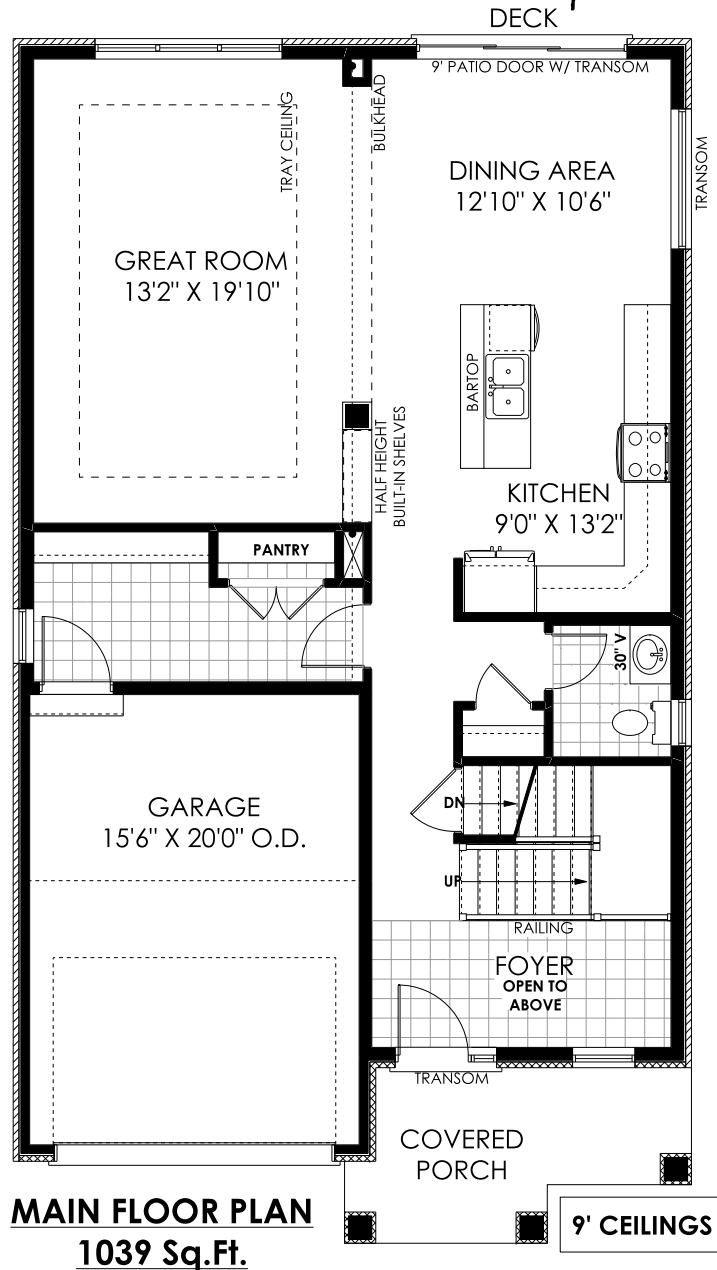 DECK
9' PATIO DOOR W/ TRANSOM
TRAY CEILING
BULKHEAD
TRANSOM
DINING AREA
12'10" X 10'6"
GREAT ROOM
13'2" X 19'10"
BARTOP
HALF HEIGHT
BUILT-IN SHELVES
KITCHEN
9'0" X 13'2"
PANTRY
30" V
GARAGE
15'6" X 20'0" O.D.
DN
UP
RAILING
FOYER
OPEN TO
ABOVE
TRANSOM
COVERED
PORCH
MAIN FLOOR PLAN
1039 Sq.Ft.
9' CEILINGS